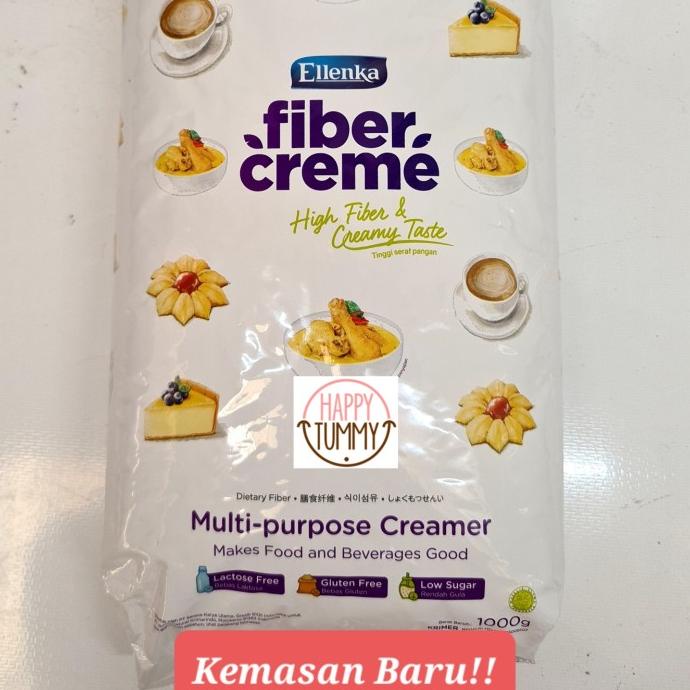 Ellenka
fiber
creme
High Fiber &
Creamy Taste
Tinggi serat pangan
HAPPY
TUMMY
Dietary Fiber • 膳食纤维 • 식이섬유 • しょくもつせんい
Multi-purpose Creamer
Makes Food and Beverages Good
Lactose Free
Bebas Laktosa
Gluten Free
Bebas Gluten
Low Sugar
Rendah Gula
1000g
KRIMER
Kemasan Baru!!